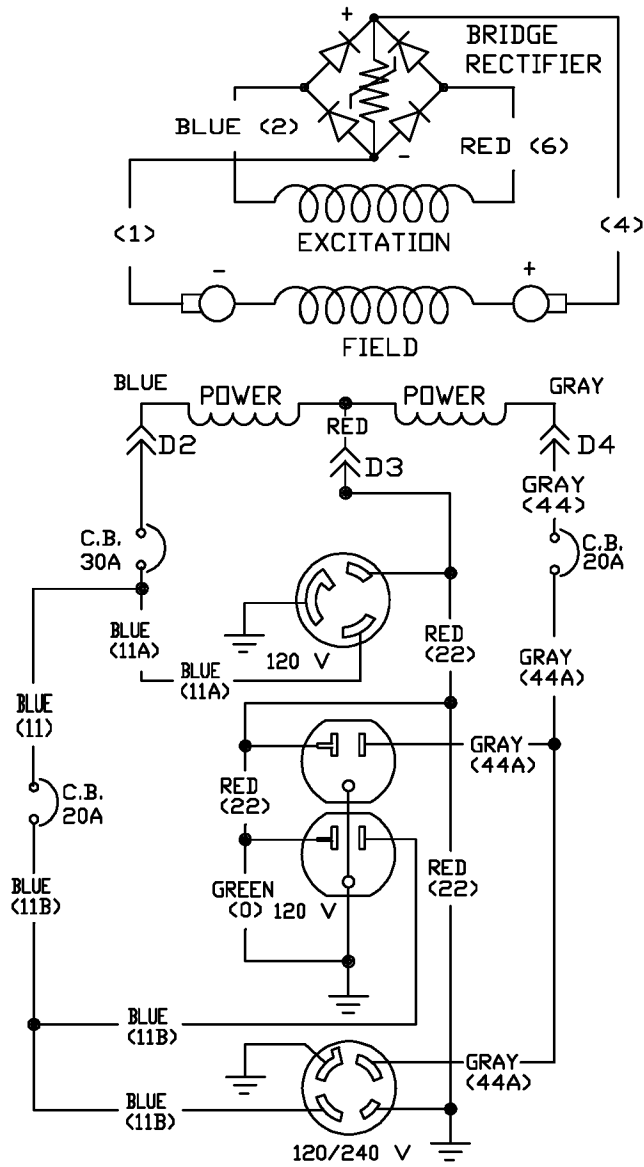 +
BRIDGE
RECTIFIER
BLUE (2)
RED (6)
-
EXCITATION
(1)
(4)
-
+
FIELD
BLUE
POWER
POWER
GRAY
RED
D2
D3
D4
GRAY
(44)
C.B.
30A
C.B.
20A
BLUE
(11A)
120 V
BLUE
(11A)
RED
(22)
GRAY
(44A)
BLUE
(11)
GRAY
(44A)
RED
(22)
C.B.
20A
RED
(22)
BLUE
(11B)
GREEN
(0) 120 V
BLUE
(11B)
GRAY
(44A)
BLUE
(11B)
120/240 V